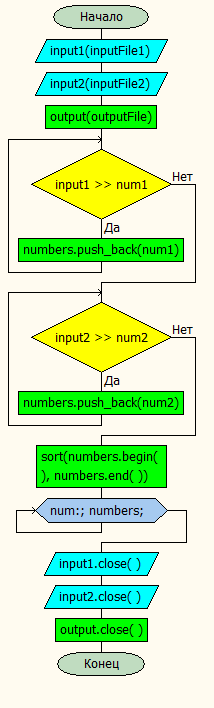 Начало
input1(inputFile1)
input2(inputFile2)
output(outputFile)
input1 >> num1
Нет
Да
numbers.push_back(num1)
input2 >> num2
Нет
Да
numbers.push_back(num2)
sort(numbers.begin(
), numbers.end( ))
num:; numbers;
input1.close( )
input2.close( )
output.close( )
Конец